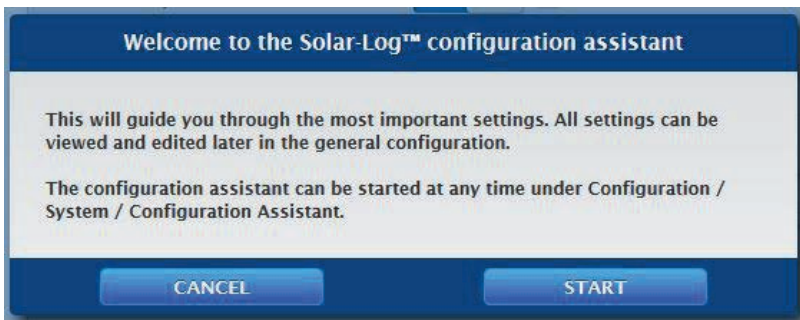 Welcome to the Solar-Log™ configuration assistant
This will guide you through the most important settings. All settings can be
viewed and edited later in the general configuration.
The configuration assistant can be started at any time under Configuration /
System / Configuration Assistant.
CANCEL START